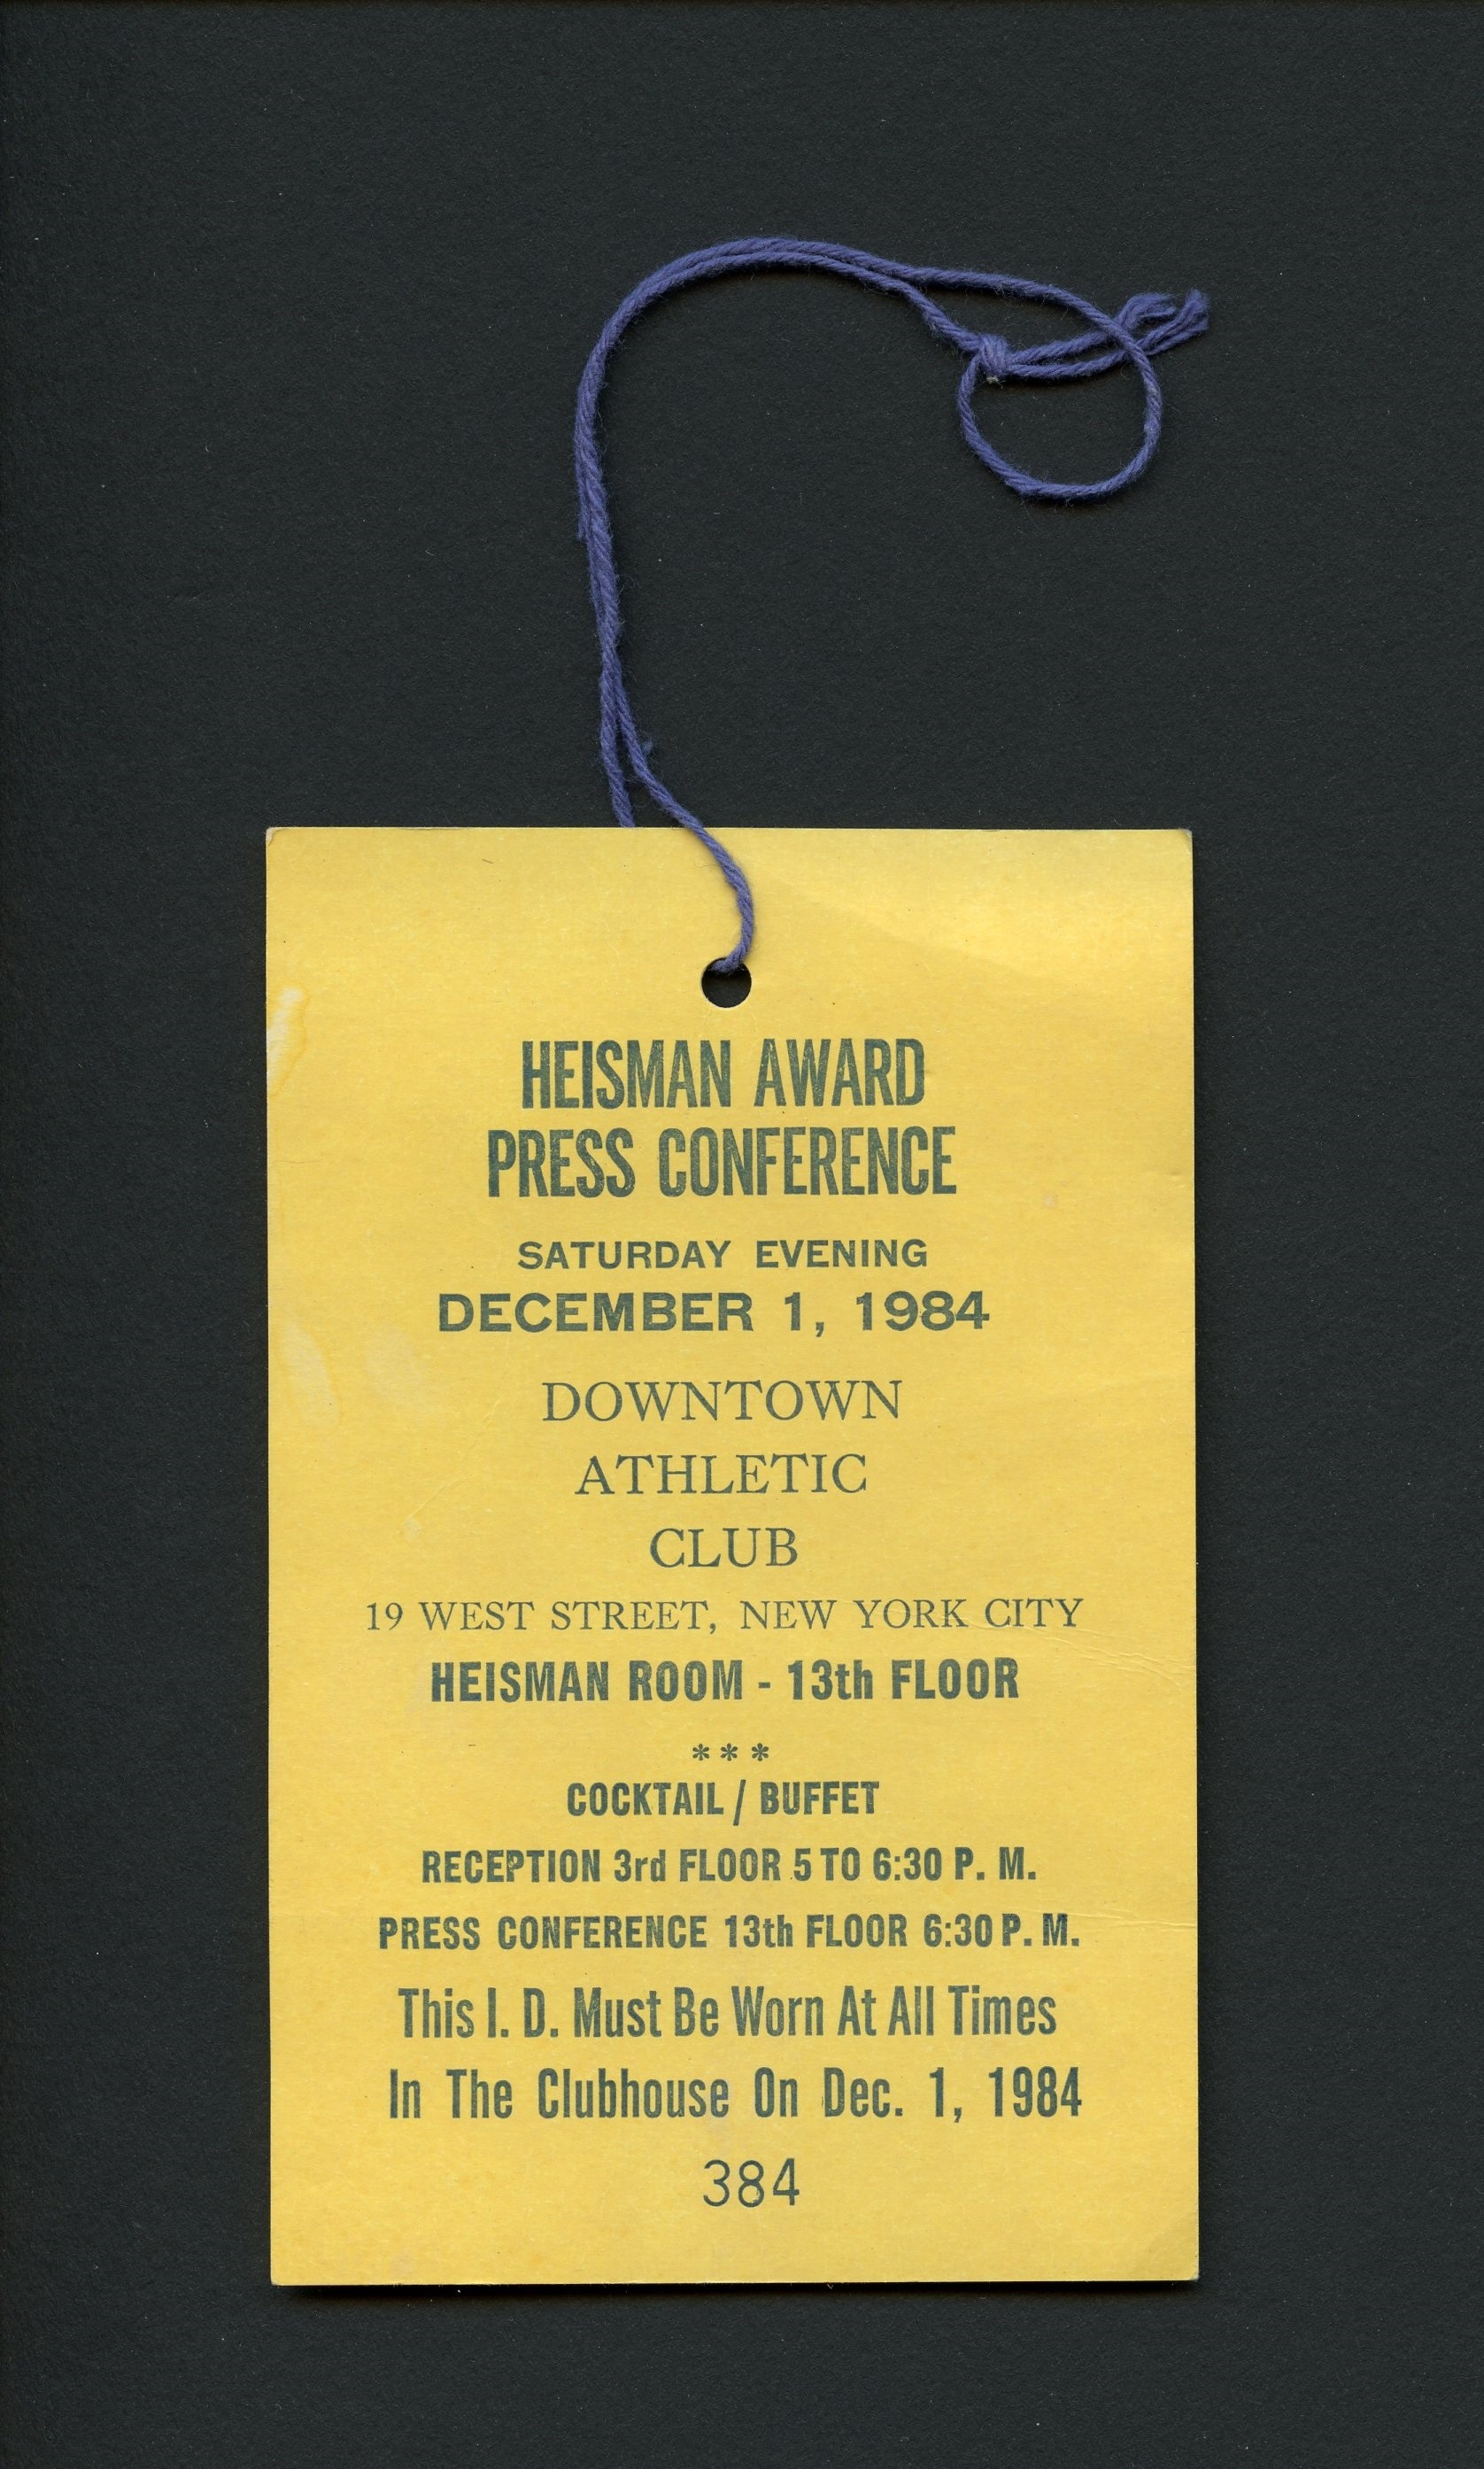 HEISMAN AWARD
PRESS CONFERENCE
SATURDAY EVENING
DECEMBER 1, 1984
DOWNTOWN
ATHLETIC
CLUB
19 WEST STREET, NEW YORK CITY
HEISMAN ROOM - 13th FLOOR
***
COCKTAIL / BUFFET
RECEPTION 3rd FLOOR 5 TO 6:30 P. M.
PRESS CONFERENCE 13th FLOOR 6:30 P. M.
This I. D. Must Be Worn At All Times
In The Clubhouse On Dec. 1, 1984
384